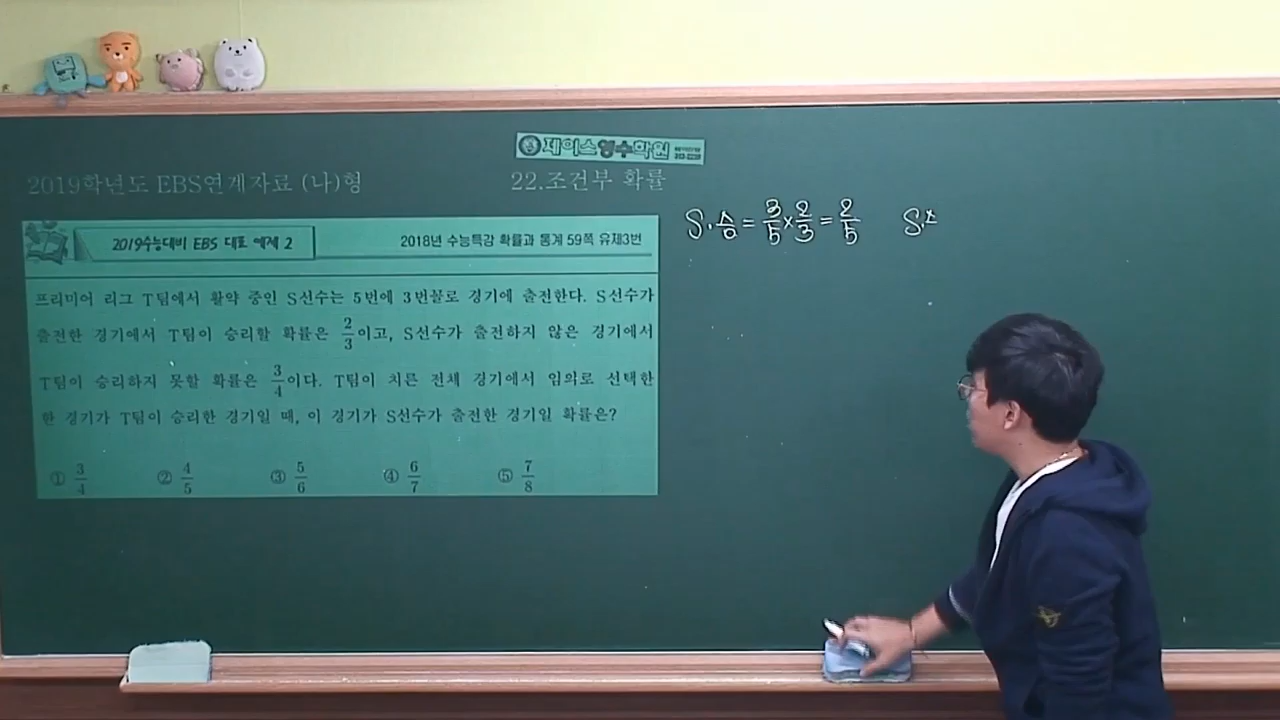 제이스영수학원
2019학년도 EBS연계자료 (나)형
22.조건부 확률
2019수능대비 EBS 대표 예제 2
2018년 수능특강 확률과 통계 59쪽 유제3번
프리미어 리그 T팀에서 활약 중인 S선수는 5번에 3번꼴로 경기에 출전한다. S선수가
출전한 경기에서 T팀이 승리할 확률은 2/3이고, S선수가 출전하지 않은 경기에서
T팀이 승리하지 못할 확률은 3/4이다. T팀이 치른 전체 경기에서 임의로 선택한
한 경기가 T팀이 승리한 경기일 때, 이 경기가 S선수가 출전한 경기일 확률은?
① 3/4 ② 4/5 ③ 5/6 ④ 6/7 ⑤ 7/8
S.승 = 3/5 × 2/3 = 2/5 S.